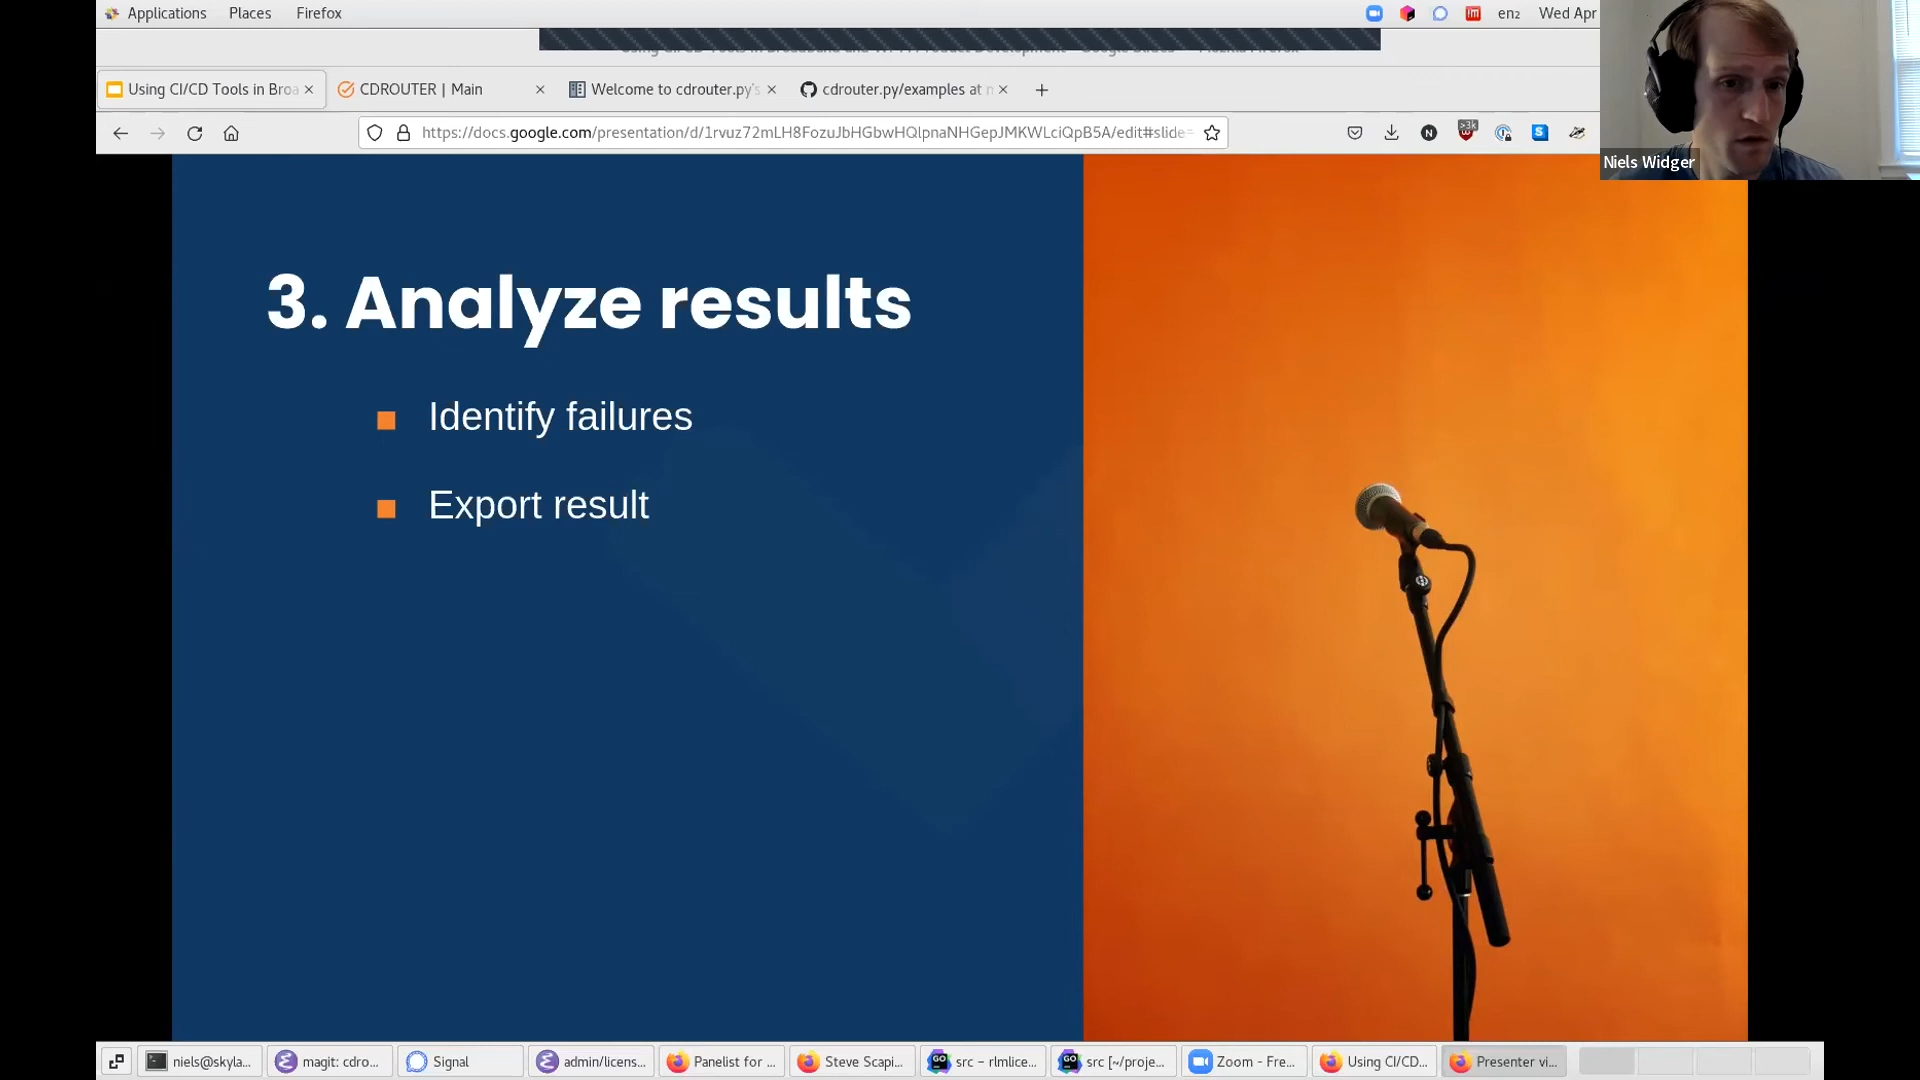 Applications Places Firefox en₂ Wed Apr
Using CI/CD Tools in Broa CDROUTER | Main Welcome to cdrouter.py's cdrouter.py/examples at
https://docs.google.com/presentation/d/1rvuz72mLH8FozuJbHGbwHQlpnaNHGepJMKWLciQpB5A/edit#slide=
>3k
Niels Widger
3. Analyze results
Identify failures
Export result
niels@skyla... magit: cdro... Signal admin/licens... Panelist for ... Steve Scapi... src – rlmlice... src [~/proje... Zoom - Fre... Using CI/CD... Presenter vi...